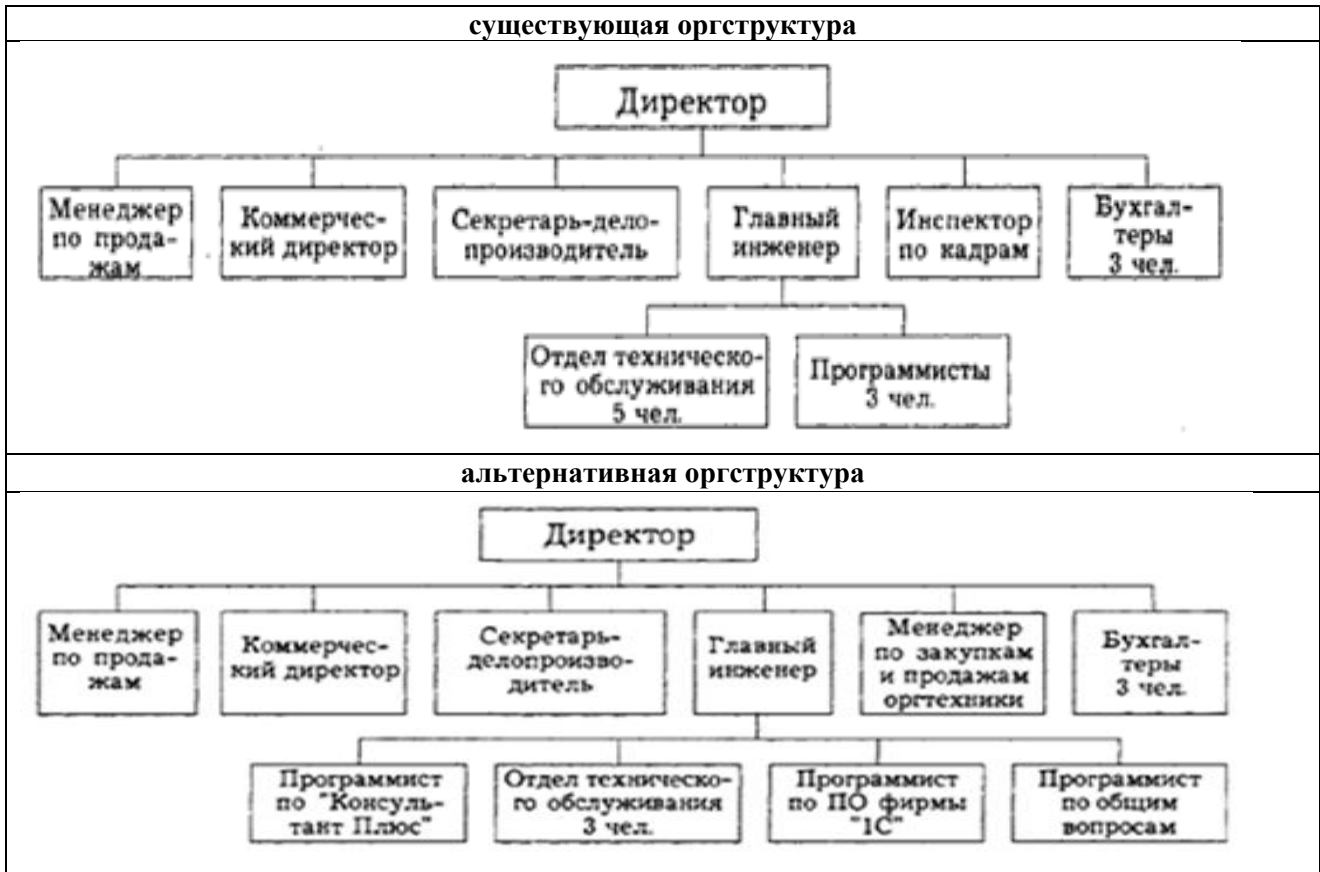 существующая оргструктура
Директор
Менеджер
по прода-
жам
Коммерчес-
кий директор
Секретарь-дело-
производитель
Главный
инженер
Инспектор
по кадрам
Бухгал-
теры
3 чел.
Отдел техническо-
го обслуживания
5 чел.
Программисты
3 чел.
альтернативная оргструктура
Директор
Менеджер
по прода-
жам
Коммерчес-
кий директор
Секретарь-
делопроизво-
дитель
Главный
инженер
Менеджер
по закупкам
и продажам
оргтехники
Бухгал-
теры
3 чел.
Программист
по "Консуль-
тант Плюс"
Отдел техническо-
го обслуживания
3 чел.
Программист
по ПО фирмы
"1С"
Программист
по общим
вопросам